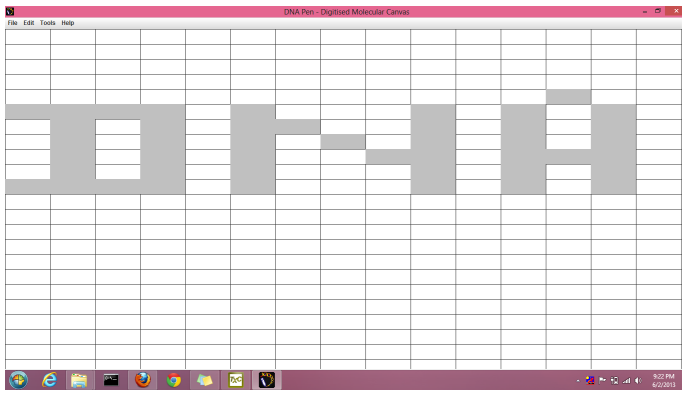 DNA Pen - Digitised Molecular Canvas
File Edit Tools Help
DNA
9:22 PM
6/2/2013